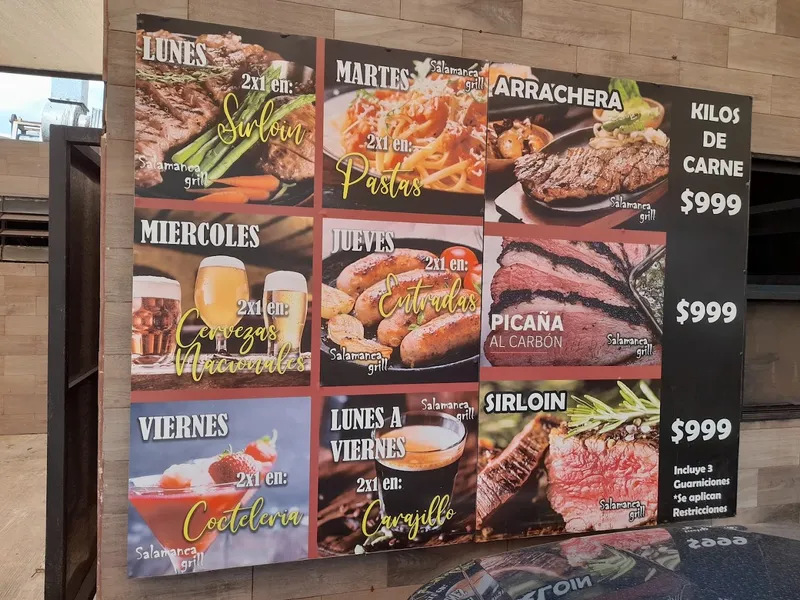 LUNES
2x1 en:
Sirloin
Salamanca
grill
MARTES
Salamanca
grill
2x1 en:
Pastas
ARRACHERA
Salamanca
grill
KILOS
DE
CARNE
$999
MIERCOLES
2x1 en:
Cervezas
Nacionales
JUEVES
2x1 en:
Entradas
Salamanca
grill
PICAÑA
AL CARBÓN
Salamanca
grill
$999
VIERNES
2x1 en:
Cocteleria
Salamanca
grill
LUNES A
VIERNES
Salamanca
grill
2x1 en:
Carajillo
SIRLOIN
Salamanca
grill
$999
Incluye 3
Guarniciones
*Se aplican
Restricciones